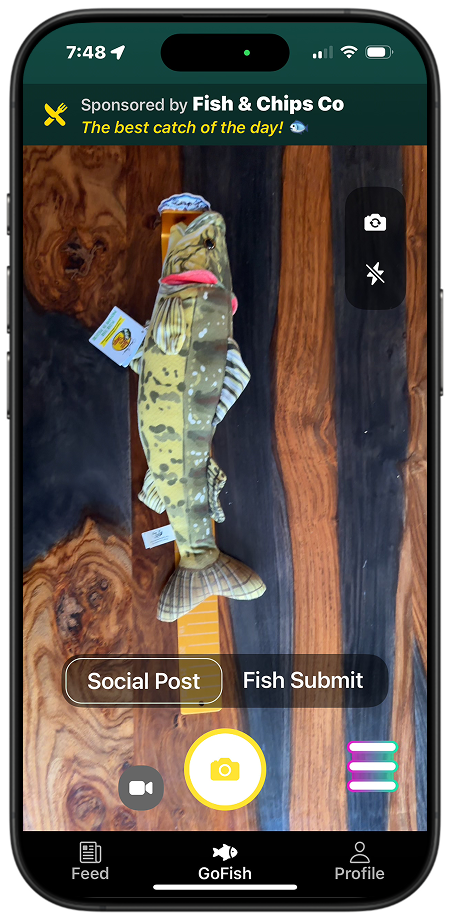 7:48
Sponsored by Fish & Chips Co
The best catch of the day! 🐟
Social Post Fish Submit
Feed GoFish Profile